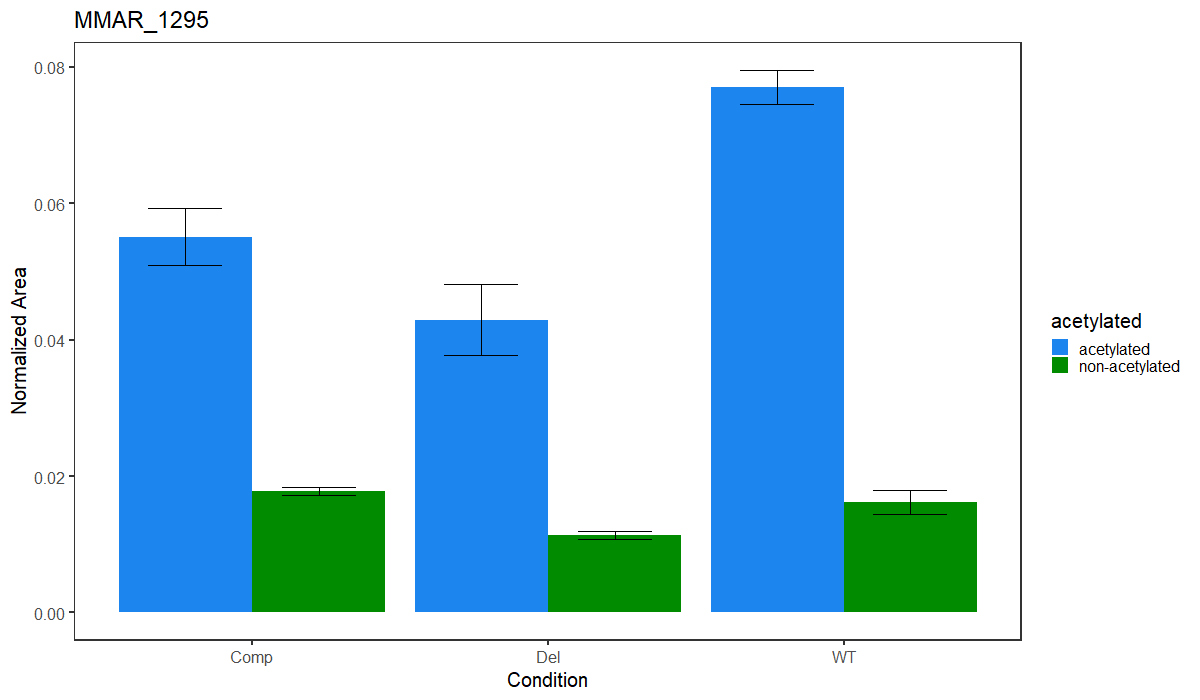 MMAR_1295
Normalized Area
0.08
0.06
0.04
0.02
0.00
Comp
Del
WT
Condition
acetylated
acetylated
non-acetylated